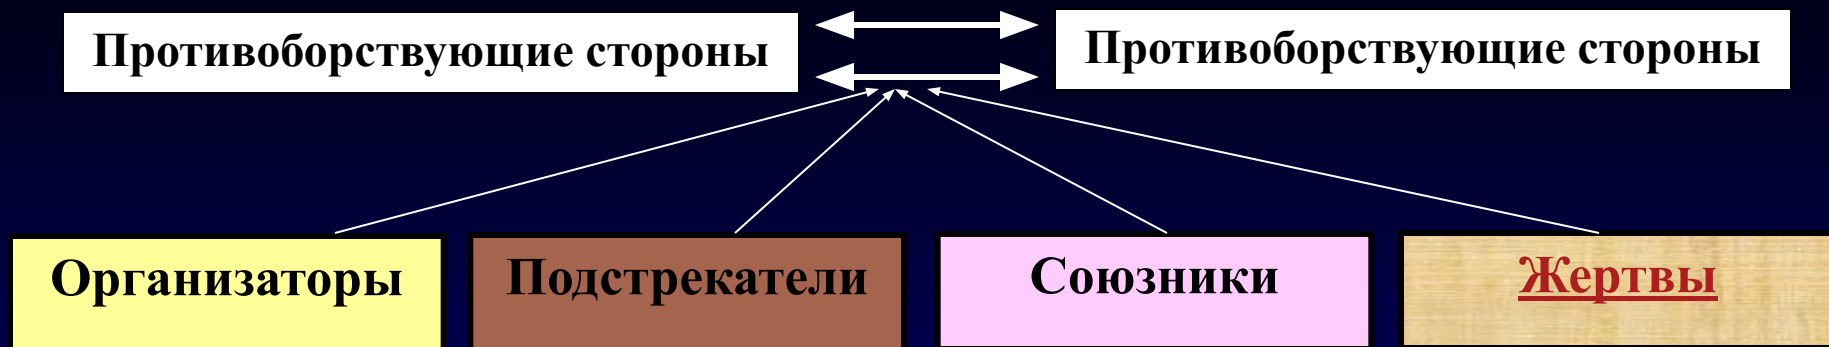 Противоборствующие стороны
Противоборствующие стороны
Организаторы
Подстрекатели
Союзники
Жертвы